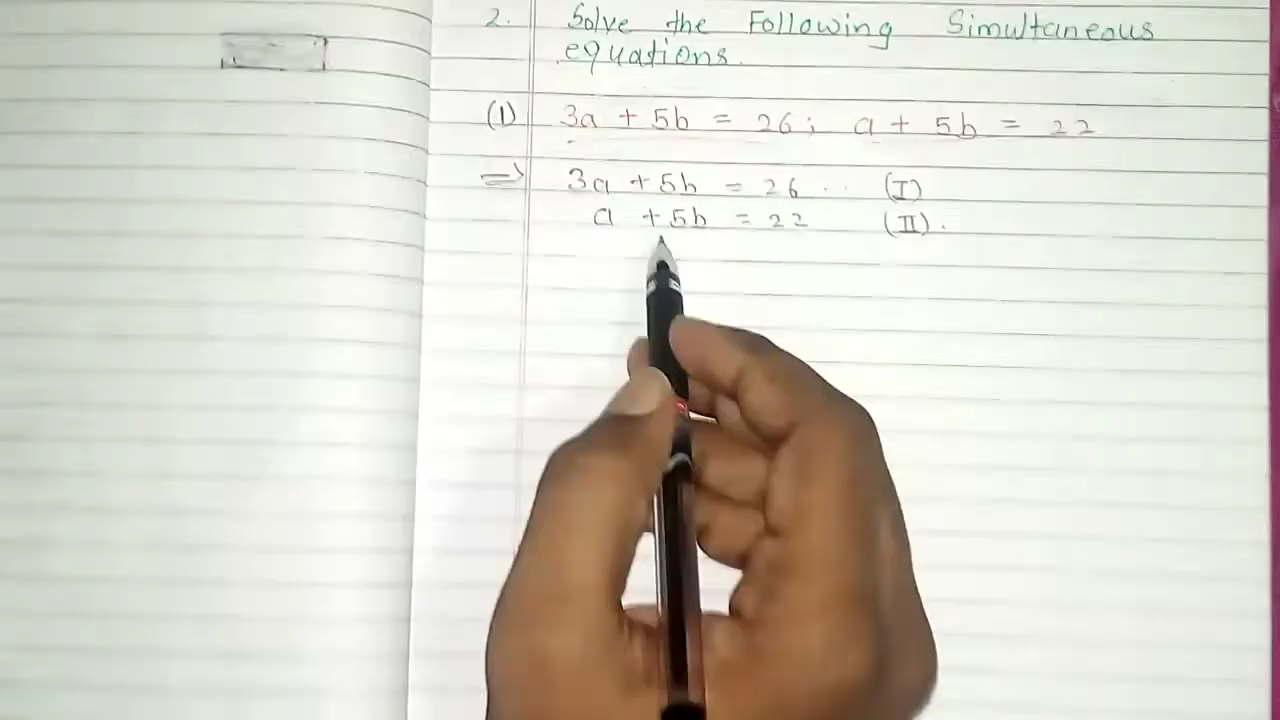 2. Solve the Following Simultaneous
equations.
(1) 3a + 5b = 26; a + 5b = 22
⇒ 3a + 5b = 26 .. (I)
a + 5b = 22 (II).